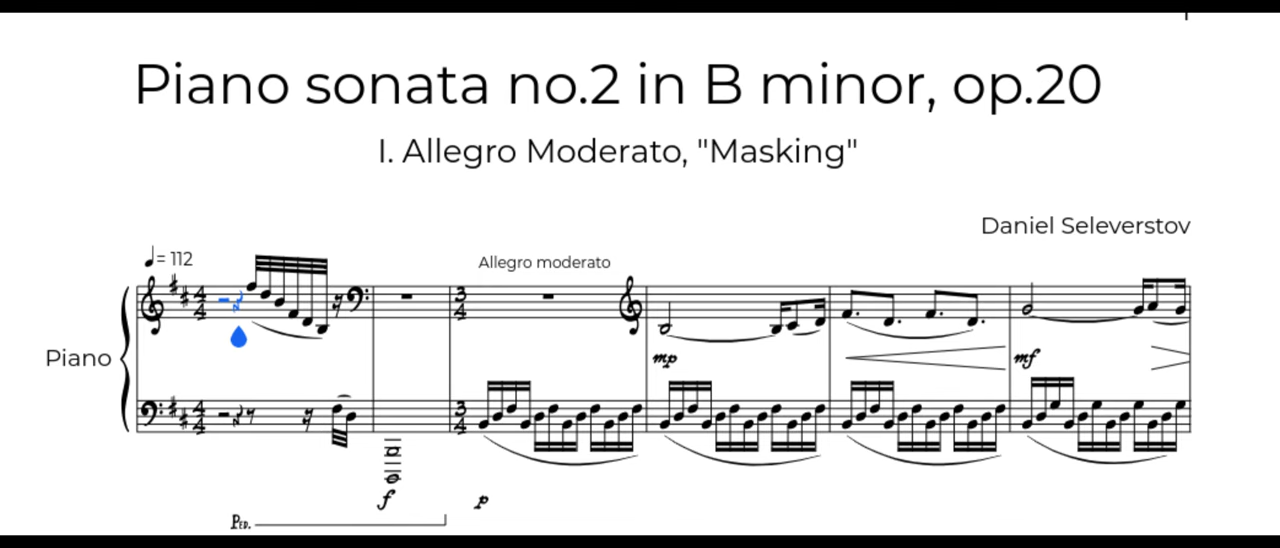 Piano sonata no.2 in B minor, op.20
I. Allegro Moderato, "Masking"
Daniel Seleverstov
= 112
Allegro moderato
Piano
mp
mf
f
p
Ped.